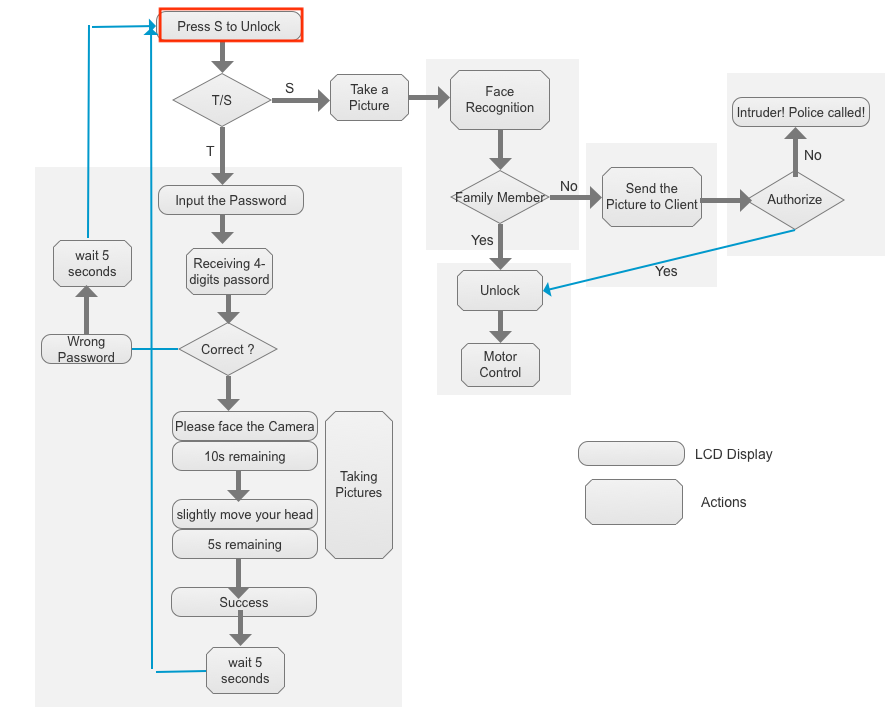 Press S to Unlock
T/S
S
Take a
Picture
Face
Recognition
Intruder! Police called!
No
T
Input the Password
Family Member
No
Send the
Picture to Client
Authorize
Yes
wait 5
seconds
Receiving 4-
digits passord
Unlock
Yes
Wrong
Password
Correct ?
Motor
Control
Please face the Camera
10s remaining
Taking
Pictures
slightly move your head
5s remaining
LCD Display
Actions
Success
wait 5
seconds